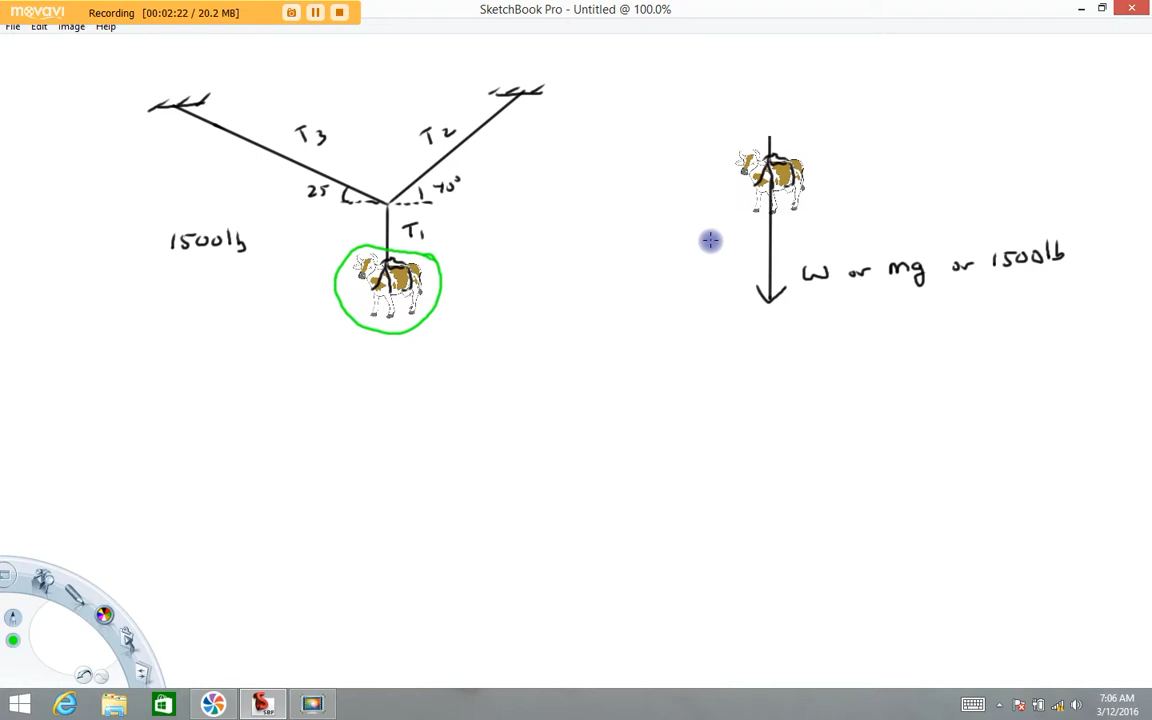 movavi Recording [00:02:22 / 20.2 MB]
SketchBook Pro - Untitled @ 100.0%
File Edit Image Help
T3
T2
25
40°
1500lb
T1
W or mg or 1500lb
SBP
7:06 AM
3/12/2016